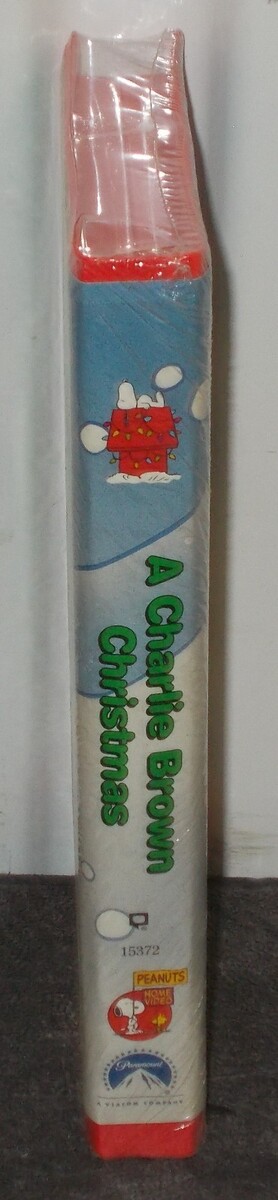 A Charlie Brown
Christmas
15372
PEANUTS
HOME
VIDEO
Paramount
A VIACOM COMPANY